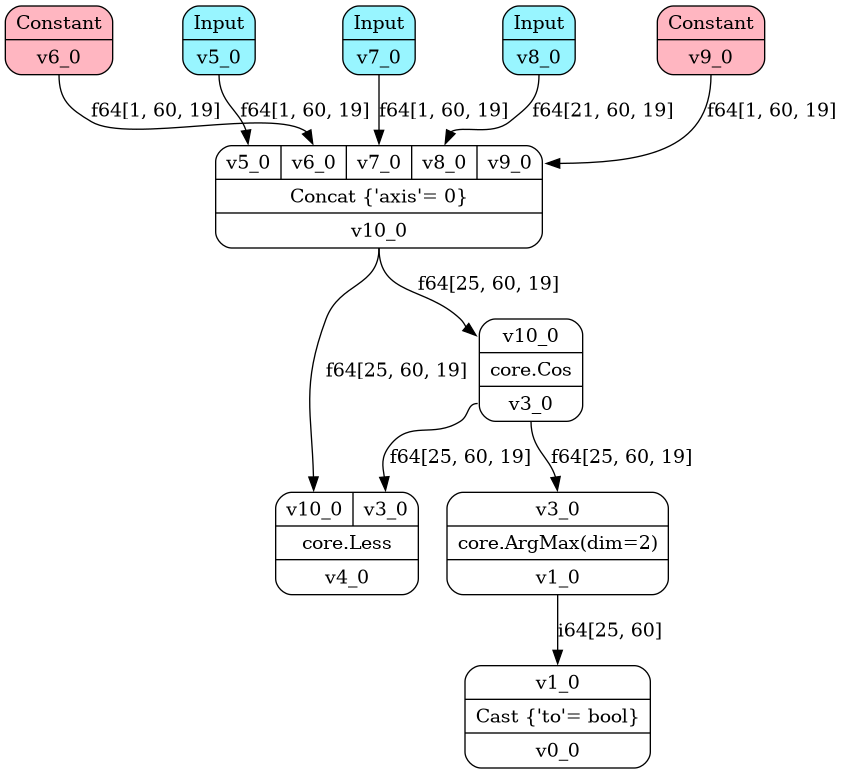 Constant
v6_0
Input
v5_0
Input
v7_0
Input
v8_0
Constant
v9_0
f64[1, 60, 19]
f64[1, 60, 19]
f64[1, 60, 19]
f64[21, 60, 19]
f64[1, 60, 19]
v5_0
v6_0
v7_0
v8_0
v9_0
Concat {'axis'= 0}
v10_0
f64[25, 60, 19]
f64[25, 60, 19]
v10_0
core.Cos
v3_0
f64[25, 60, 19]
f64[25, 60, 19]
v10_0
v3_0
core.Less
v4_0
v3_0
core.ArgMax(dim=2)
v1_0
i64[25, 60]
v1_0
Cast {'to'= bool}
v0_0